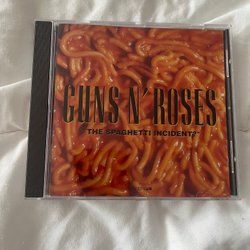 GUNS N' ROSES
"THE SPAGHETTI INCIDENT?"